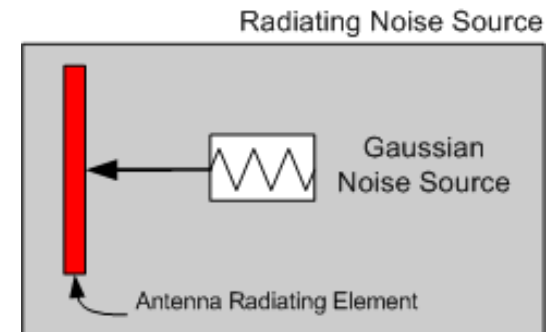 Radiating Noise Source
Gaussian
Noise Source
Antenna Radiating Element